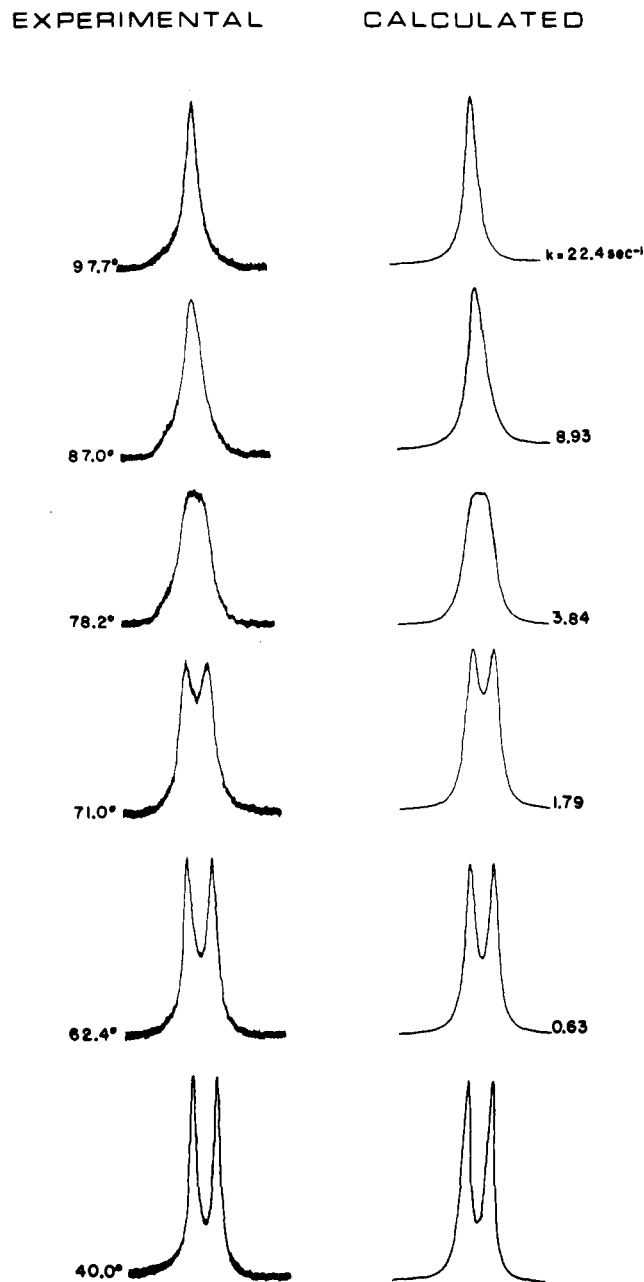 EXPERIMENTAL CALCULATED
97.7° k = 22.4 sec⁻¹
87.0° 8.93
78.2° 3.84
71.0° 1.79
62.4° 0.63
40.0°